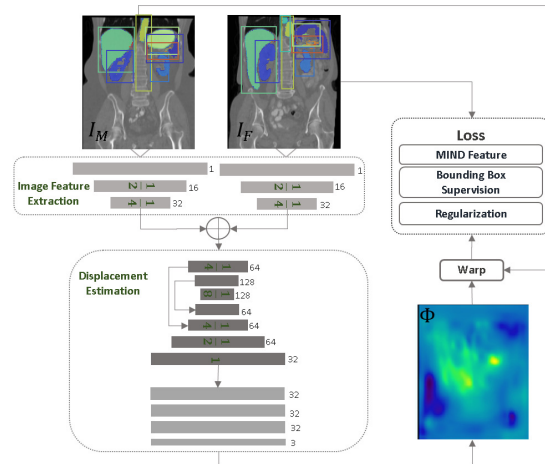 I_M
I_F
1
1
Image Feature
Extraction
1/2
16
1/2
16
1/4
32
1/4
32
Loss
MIND Feature
Bounding Box
Supervision
Regularization
Warp
Φ
Displacement
Estimation
1/4
64
128
1/8
128
64
1/4
64
1/2
64
1
32
32
32
32
3